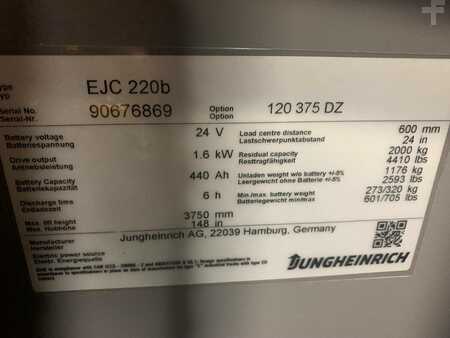 Type EJC 220b
Typ
Serial No. 90676869 Option 120 375 DZ
Serial-Nr. Option
Battery voltage 24 V Load centre distance 600 mm
Batteriespannung Lastschwerpunktabstand 24 in
Drive output 1.6 kW Residual capacity 2000 kg
Antriebsleistung Resttragfähigkeit 4410 lbs
Battery Capacity 440 Ah Unladen weight w/o battery +/-5% 1176 kg
Batteriekapazität Leergewicht ohne Batterie +/-5% 2593 lbs
Discharge time 6 h Min./max. battery weight 273/320 kg
Entladezeit Batteriegewicht min/max 601/705 lbs
Max. lift height 3750 mm
Max. Hubhöhe 148 in
Manufacturer Jungheinrich AG, 22039 Hamburg, Germany
Hersteller
Electric power source
Elektr. Energiequelle
JUNGHEINRICH